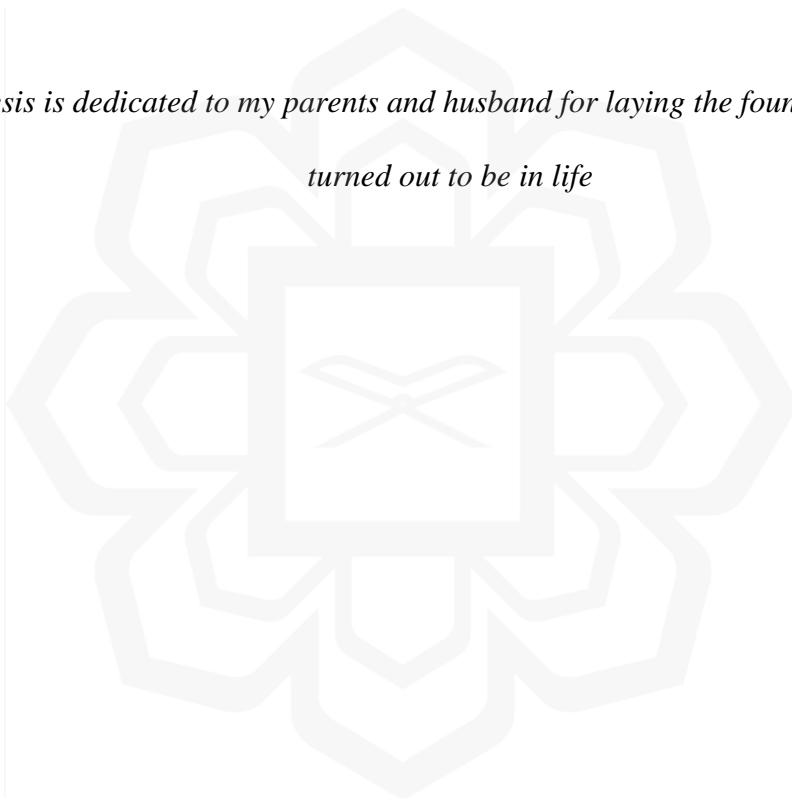 sis is dedicated to my parents and husband for laying the foun
turned out to be in life